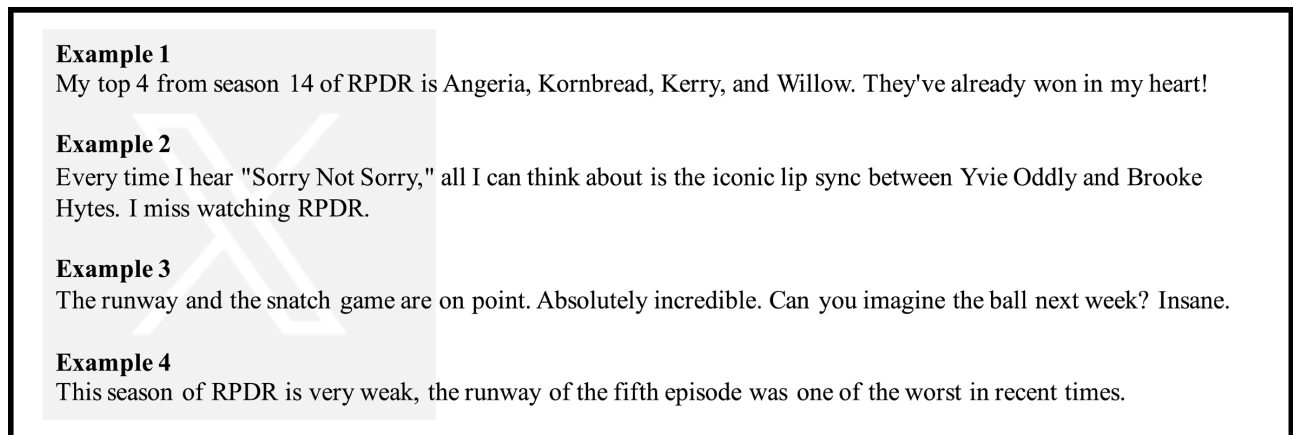 Example 1
My top 4 from season 14 of RPDR is Angeria, Kornbread, Kerry, and Willow. They've already won in my heart!
Example 2
Every time I hear "Sorry Not Sorry," all I can think about is the iconic lip sync between Yvie Oddly and Brooke
Hytes. I miss watching RPDR.
Example 3
The runway and the snatch game are on point. Absolutely incredible. Can you imagine the ball next week? Insane.
Example 4
This season of RPDR is very weak, the runway of the fifth episode was one of the worst in recent times.